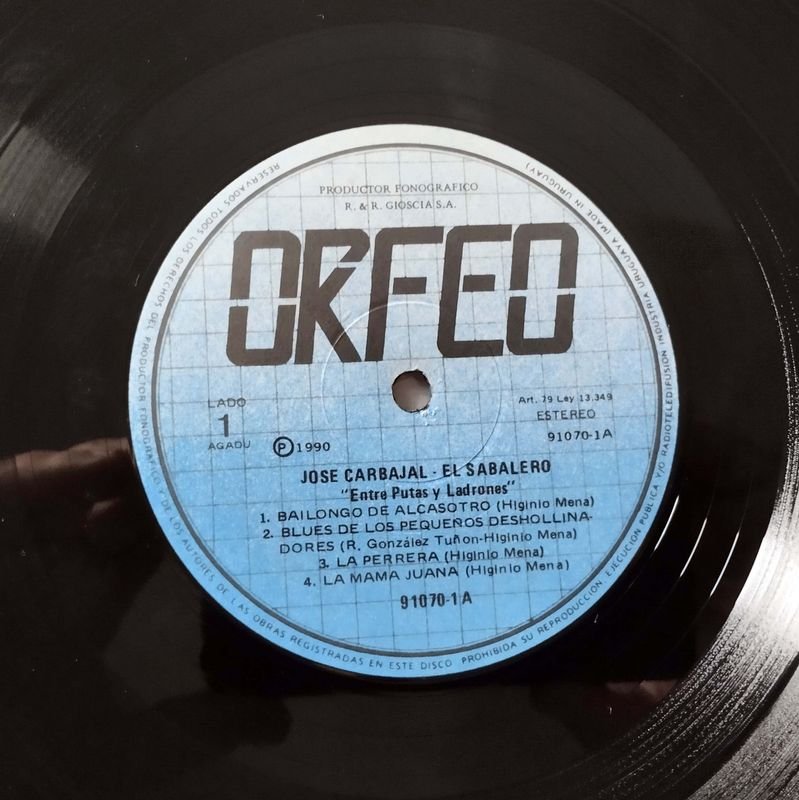 PRODUCTOR FONOGRAFICO
R. & R. GIOSCIA S.A.
ORFEO
LADO
1
AGADU
Ⓟ1990
Art. 79 Ley 13.349
ESTEREO
91070-1A
JOSE CARBAJAL - EL SABALERO
"Entre Putas y Ladrones"
1. BAILONGO DE ALCASOTRO (Higinio Mena)
2. BLUES DE LOS PEQUEÑOS DESHOLLINA-
DORES (R. González Tuñon-Higinio Mena)
3. LA PERRERA (Higinio Mena)
4. LA MAMA JUANA (Higinio Mena)
91070-1A
RESERVADOS TODOS LOS DERECHOS DEL PRODUCTOR FONOGRAFICO Y DE LOS AUTORES DE LAS OBRAS REGISTRADAS EN ESTE DISCO PROHIBIDA SU REPRODUCCION, EJECUCION PUBLICA Y/O RADIOTELEDIFUSION INDUSTRIA URUGUAYA (MADE IN URUGUAY)